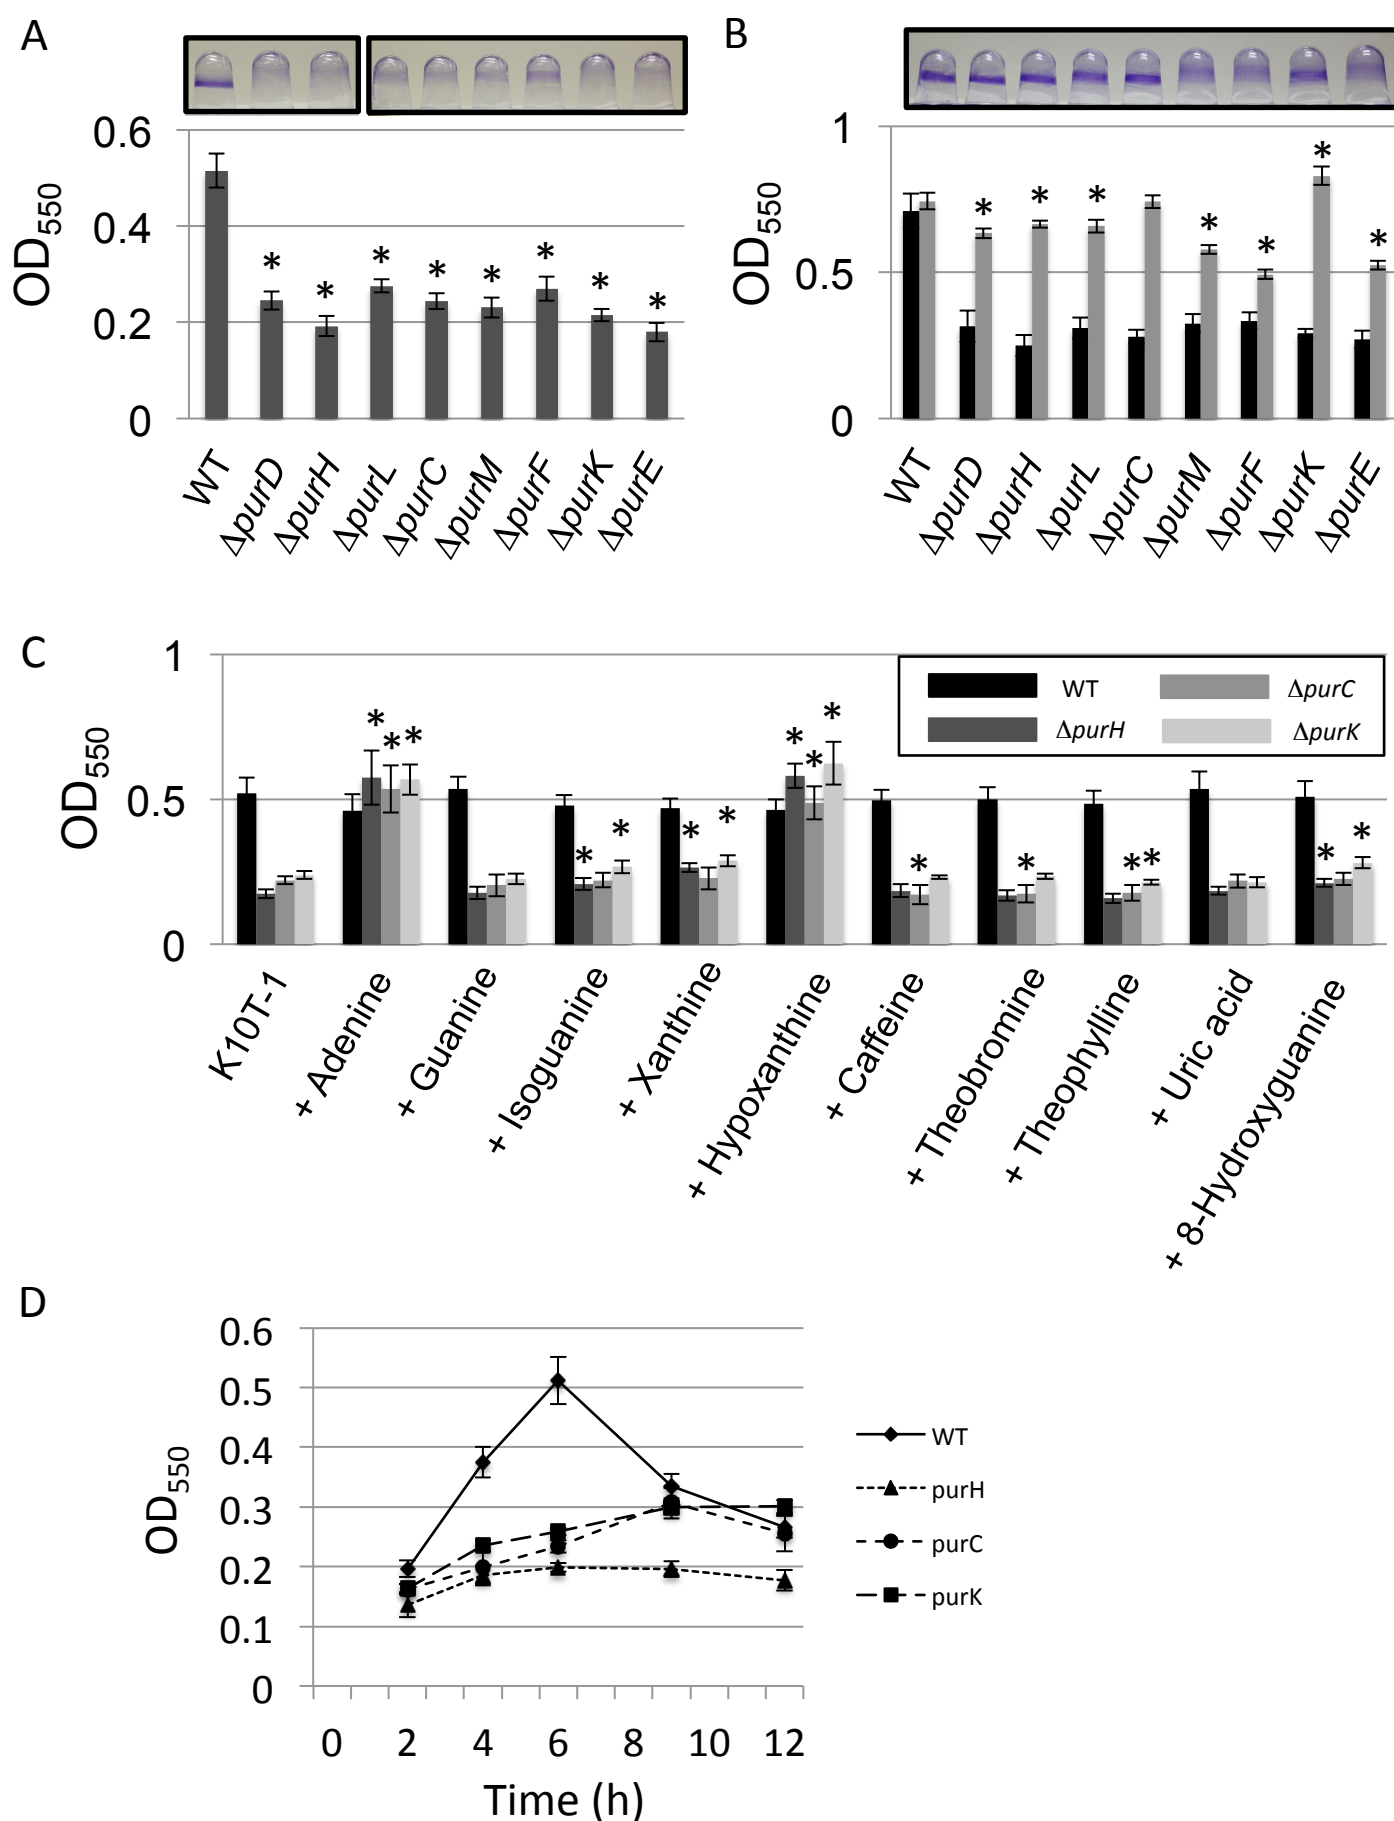 A
0.6
0.4
0.2
0
OD550
* * * * * * * *
WT ΔpurD ΔpurH ΔpurL ΔpurC ΔpurM ΔpurF ΔpurK ΔpurE
B
1
0.5
0
OD550
* * * * * * *
WT ΔpurD ΔpurH ΔpurL ΔpurC ΔpurM ΔpurF ΔpurK ΔpurE
C
1
0.5
0
OD550
WT ΔpurC
ΔpurH ΔpurK
* * * * * * * * * * * * * * * *
K10T-1 + Adenine + Guanine + Isoguanine + Xanthine + Hypoxanthine + Caffeine + Theobromine + Theophylline + Uric acid + 8-Hydroxyguanine
D
0.6
0.5
0.4
0.3
0.2
0.1
0
OD550
0 2 4 6 8 10 12
Time (h)
WT
purH
purC
purK